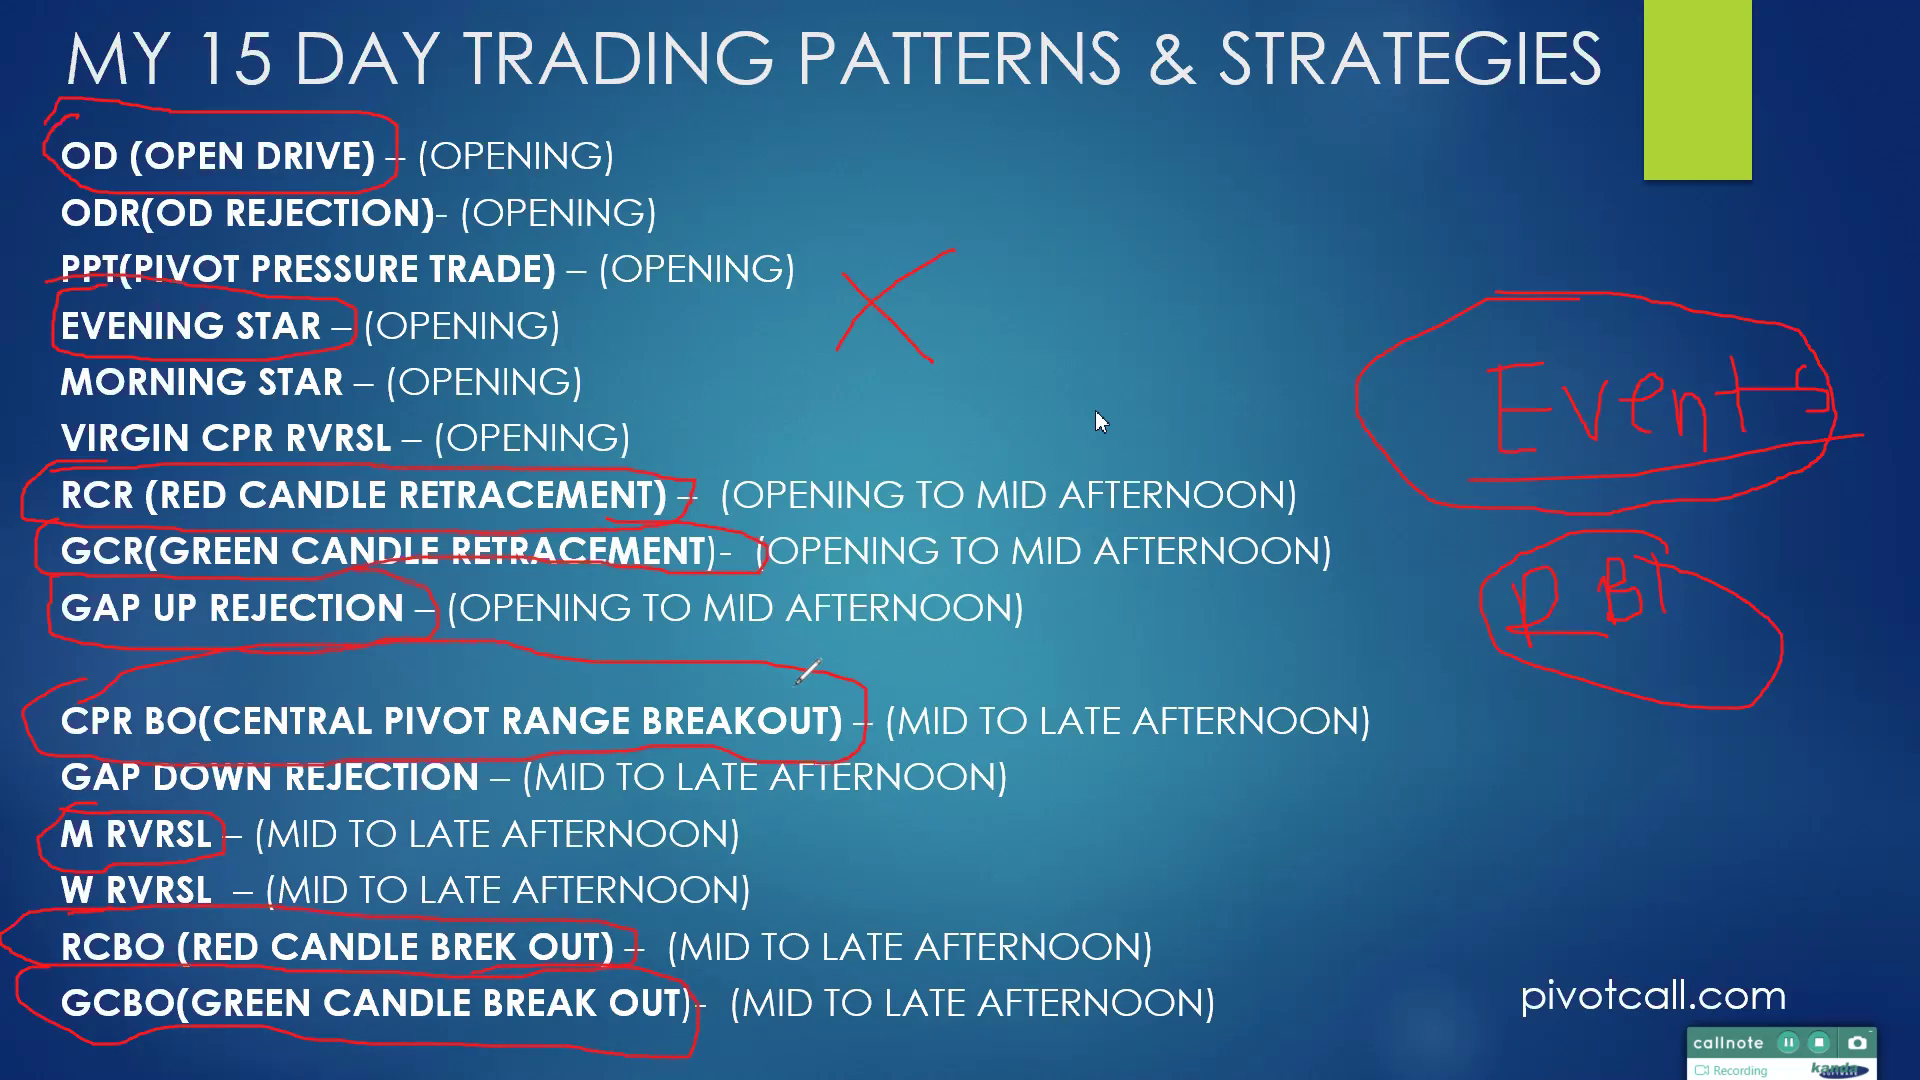 MY 15 DAY TRADING PATTERNS & STRATEGIES
OD (OPEN DRIVE) – (OPENING)
ODR(OD REJECTION)- (OPENING)
PPT(PIVOT PRESSURE TRADE) – (OPENING)
EVENING STAR – (OPENING)
MORNING STAR – (OPENING)
VIRGIN CPR RVRSL – (OPENING)
RCR (RED CANDLE RETRACEMENT) – (OPENING TO MID AFTERNOON)
GCR(GREEN CANDLE RETRACEMENT)- (OPENING TO MID AFTERNOON)
GAP UP REJECTION – (OPENING TO MID AFTERNOON)
CPR BO(CENTRAL PIVOT RANGE BREAKOUT) – (MID TO LATE AFTERNOON)
GAP DOWN REJECTION – (MID TO LATE AFTERNOON)
M RVRSL – (MID TO LATE AFTERNOON)
W RVRSL – (MID TO LATE AFTERNOON)
RCBO (RED CANDLE BREK OUT) – (MID TO LATE AFTERNOON)
GCBO(GREEN CANDLE BREAK OUT)- (MID TO LATE AFTERNOON)
Events
RBI
pivotcall.com
callnote
Recording
kanda